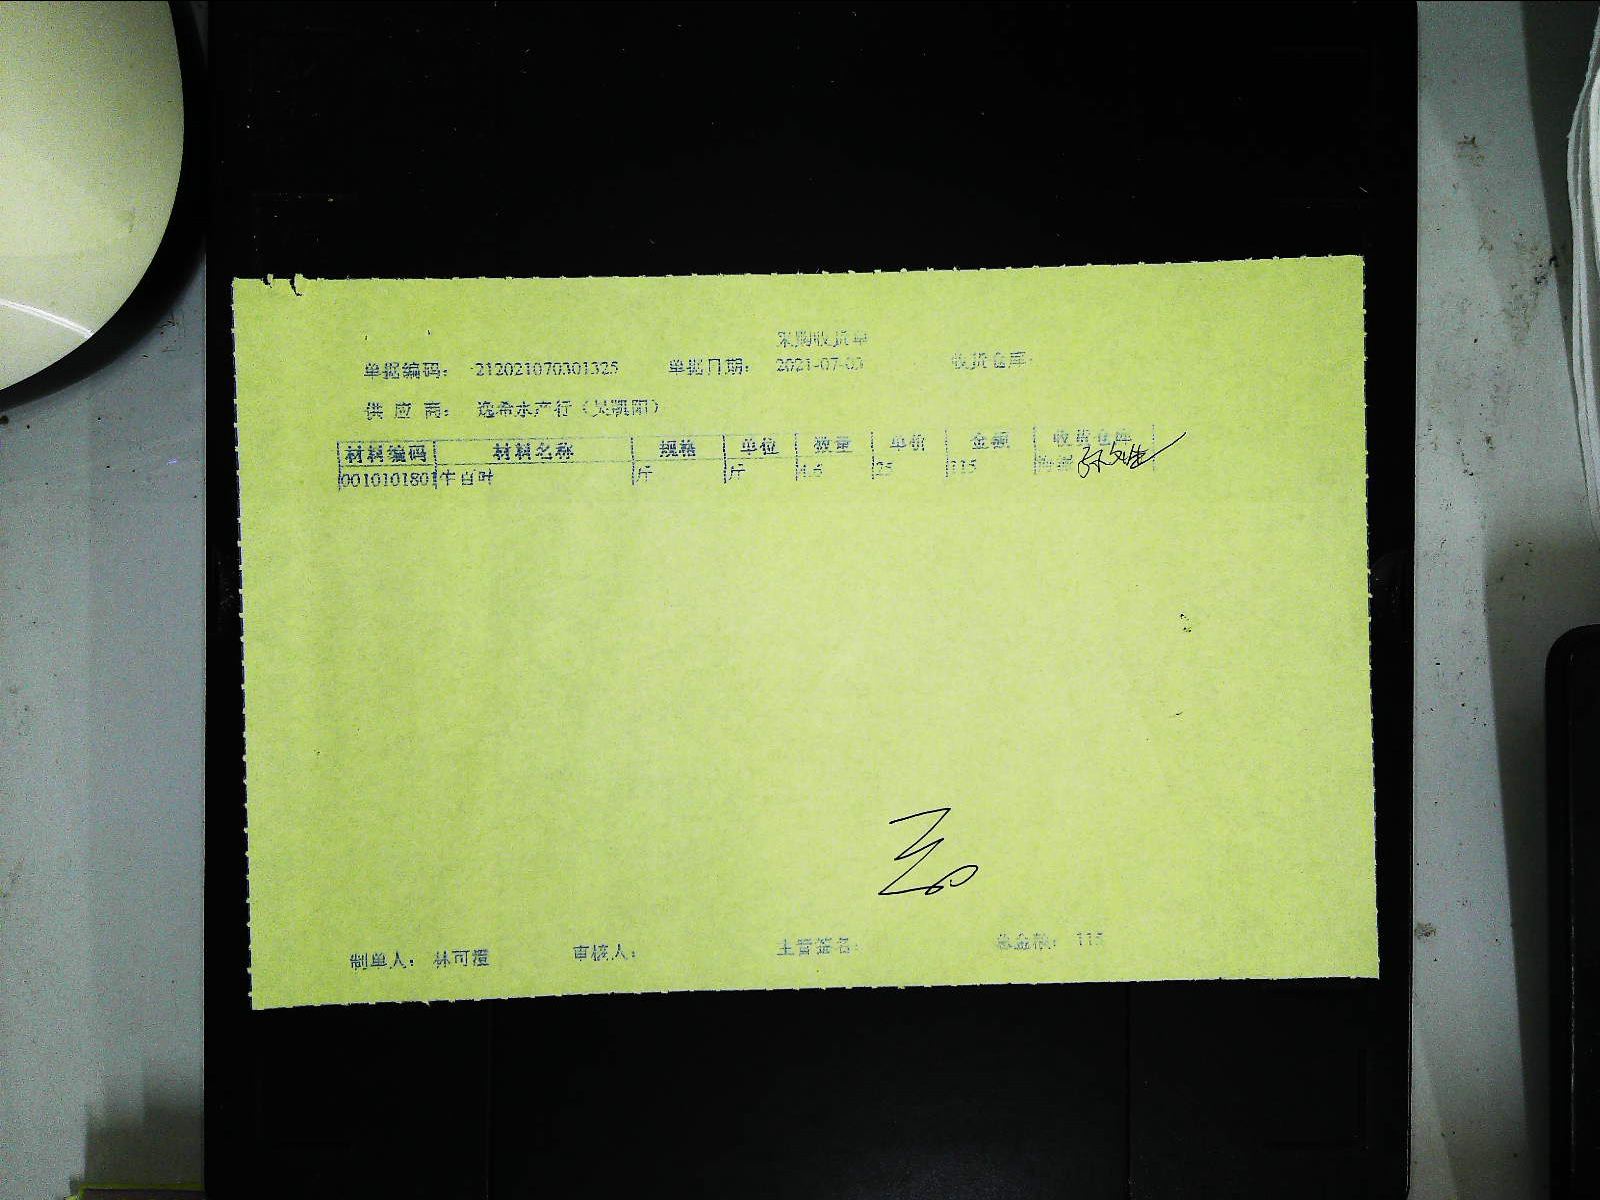 采购收货单
单据编码： 212021070301325 单据日期： 2021-07-03 收货仓库：
供 应 商： 逸希水产行（吴凯阳）
材料编码 材料名称 规格 单位 数量 单价 金额 收货仓库
0010101801 牛百叶 斤 斤 4.6 25 115
制单人： 林可澧 审核人： 主管签名： 总金额： 115